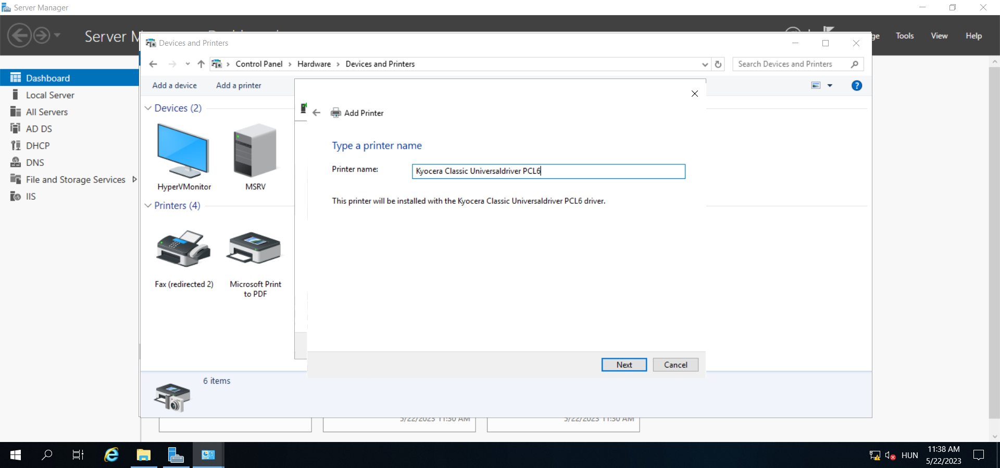 Server Manager
Server M
Devices and Printers
ge
Tools
View
Help
Control Panel
Hardware
Devices and Printers
Search Devices and Printers
Dashboard
Local Server
All Servers
AD DS
DHCP
DNS
File and Storage Services
IIS
Add a device
Add a printer
Devices (2)
HyperVMonitor
MSRV
Printers (4)
Fax (redirected 2)
Microsoft Print
to PDF
Add Printer
Type a printer name
Printer name:
Kyocera Classic Universaldriver PCL6
This printer will be installed with the Kyocera Classic Universaldriver PCL6 driver.
Next
Cancel
6 items
5/22/2023 11:30 AM
5/22/2023 11:30 AM
HUN
11:38 AM
5/22/2023